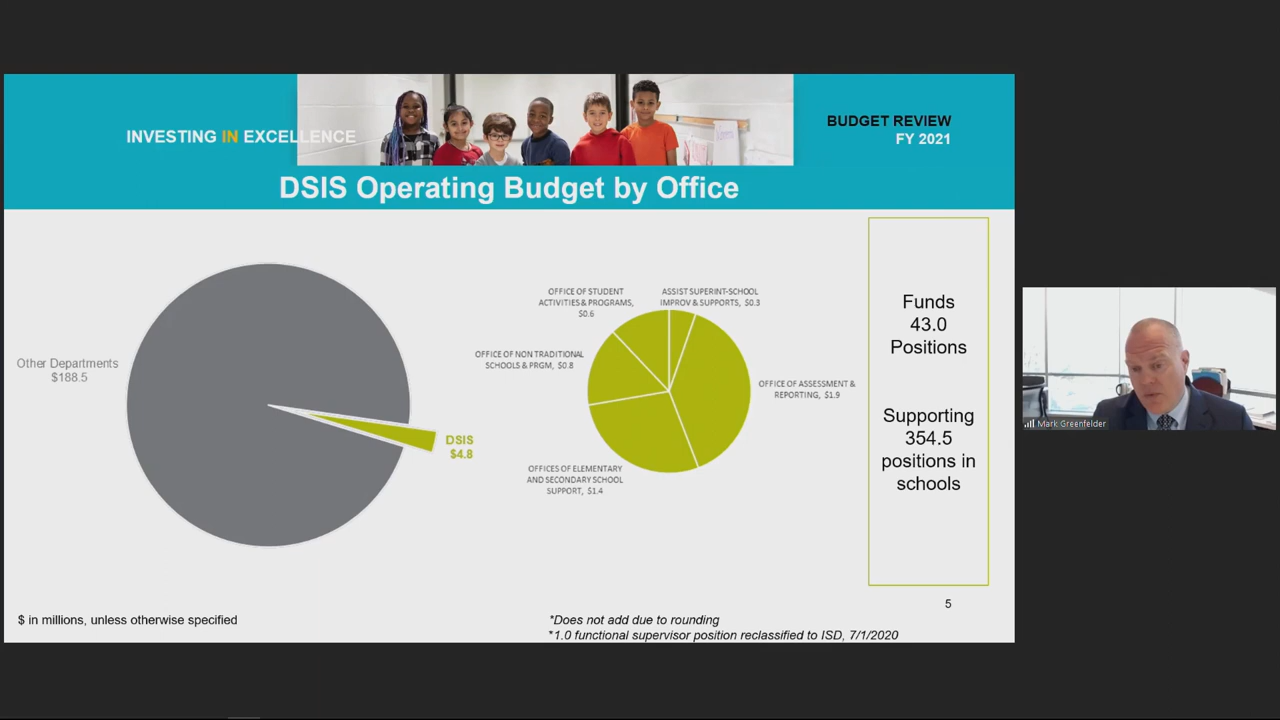 INVESTING IN EXCELLENCE
BUDGET REVIEW
FY 2021
DSIS Operating Budget by Office
Other Departments
$188.5
DSIS
$4.8
OFFICE OF STUDENT
ACTIVITIES & PROGRAMS,
$0.6
ASSIST SUPERINT-SCHOOL
IMPROV & SUPPORTS, $0.3
OFFICE OF NON TRADITIONAL
SCHOOLS & PRGM, $0.8
OFFICE OF ASSESSMENT &
REPORTING, $1.9
OFFICES OF ELEMENTARY
AND SECONDARY SCHOOL
SUPPORT, $1.4
Funds
43.0
Positions
Supporting
354.5
positions in
schools
5
$ in millions, unless otherwise specified
*Does not add due to rounding
*1.0 functional supervisor position reclassified to ISD, 7/1/2020
Mark Greenfelder